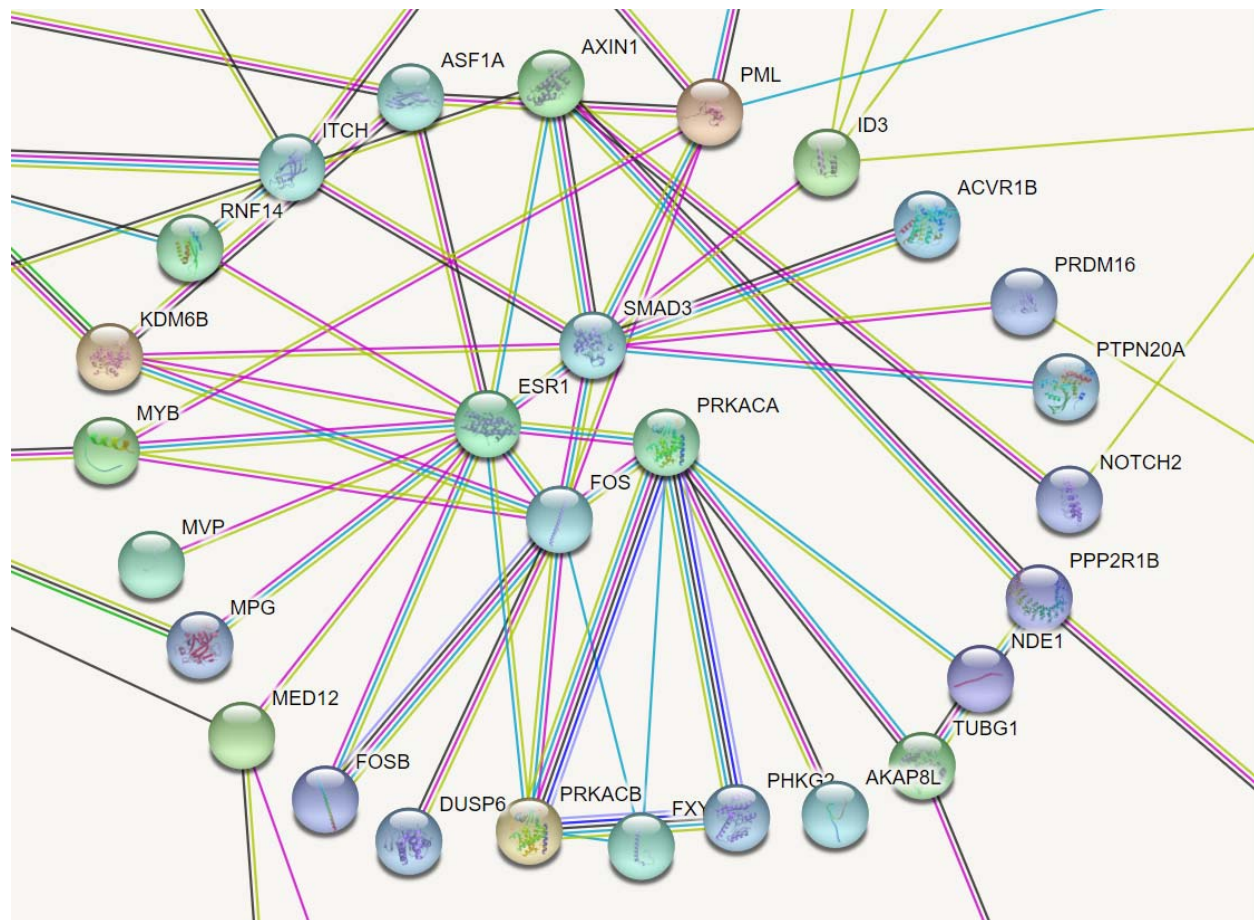 AXIN1
ASF1A
PML
ITCH
ID3
ACVR1B
RNF14
PRDM16
SMAD3
KDM6B
PTPN20A
ESR1
PRKACA
MYB
NOTCH2
FOS
MVP
PPP2R1B
MPG
NDE1
MED12
TUBG1
FOSB
PHKG2
AKAP8L
DUSP6
PRKACB
FXY